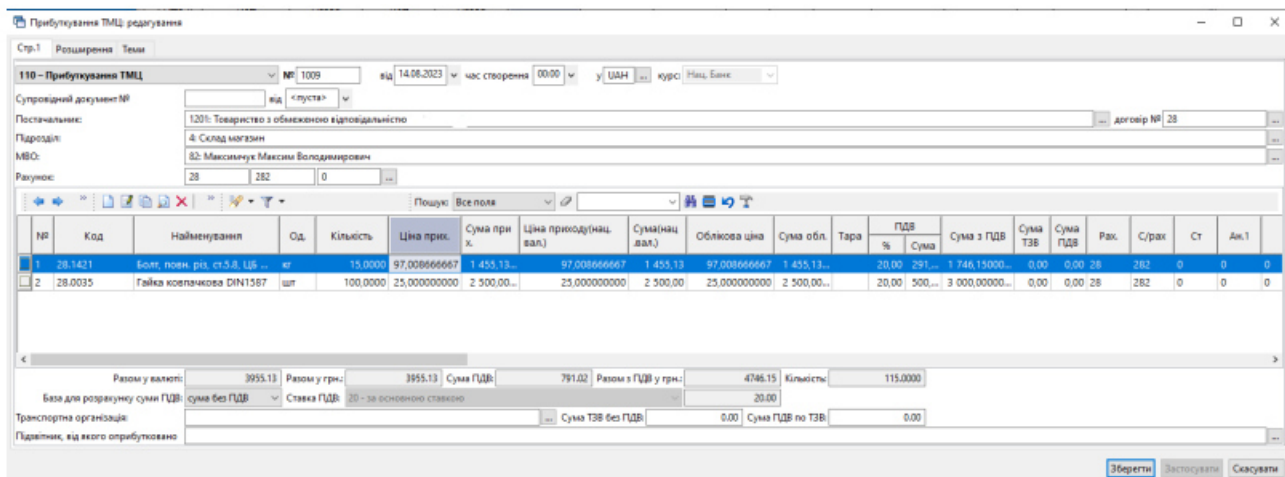 Прибуткування ТМЦ: редагування
Стр.1 Розширення Теми
110 – Прибуткування ТМЦ № 1009 від 14.08.2023 час створення 00:00 у UAH ... курс: Нац. Банк
Супровідний документ № від <пуста>
Постачальник: 1201: Товариство з обмеженою відповідальністю ... договір № 28 ...
Підрозділ: 4: Склад магазин ...
МВО: 82: Максимчук Максим Володимирович ...
Рахунок: 28 282 0 ...
Пошук: Все поля
№ Код Найменування Од. Кількість Ціна прих. Сума при х. Ціна приходу(нац. вал.) Сума(нац .вал.) Облікова ціна Сума обл. Тара ПДВ % Сума Сума з ПДВ Сума ТЗВ Сума ПДВ Рах. С/рах Ст Ан.1
1 28.1421 Болт, повн. різ, ст.5.8, ЦБ ... кг 15,0000 97,008666667 1 455,13... 97,008666667 1 455,13 97,008666667 1 455,13... 20,00 291,... 1 746,15000... 0,00 0,00 28 282 0 0 0
2 28.0035 Гайка ковпачкова DIN1587 шт 100,0000 25,000000000 2 500,00... 25,000000000 2 500,00 25,000000000 2 500,00... 20,00 500,... 3 000,00000... 0,00 0,00 28 282 0 0 0
Разом у валюті: 3955.13 Разом у грн.: 3955.13 Сума ПДВ: 791.02 Разом з ПДВ у грн.: 4746.15 Кількість: 115.0000
База для розрахунку суми ПДВ: сума без ПДВ Ставка ПДВ: 20 - за основною ставкою 20.00
Транспортна організація: ... Сума ТЗВ без ПДВ: 0.00 Сума ПДВ по ТЗВ: 0.00
Підзвітник, від якого оприбутковано ...
Зберегти Застосувати Скасувати